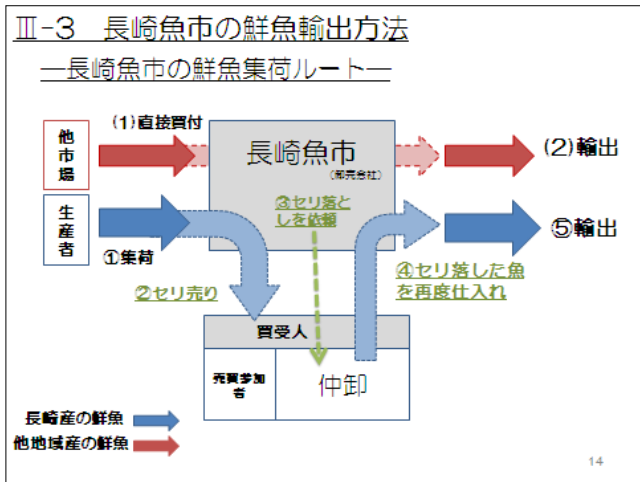 Ⅲ-3 長崎魚市の鮮魚輸出方法
―長崎魚市の鮮魚集荷ルート―
他市場
(1)直接買付
長崎魚市
(卸売会社)
(2)輸出
生産者
①集荷
③セリ落と
しを依頼
⑤輸出
②セリ売り
④セリ落した魚
を再度仕入れ
買受人
売買参加
者
仲卸
長崎産の鮮魚
他地域産の鮮魚
14